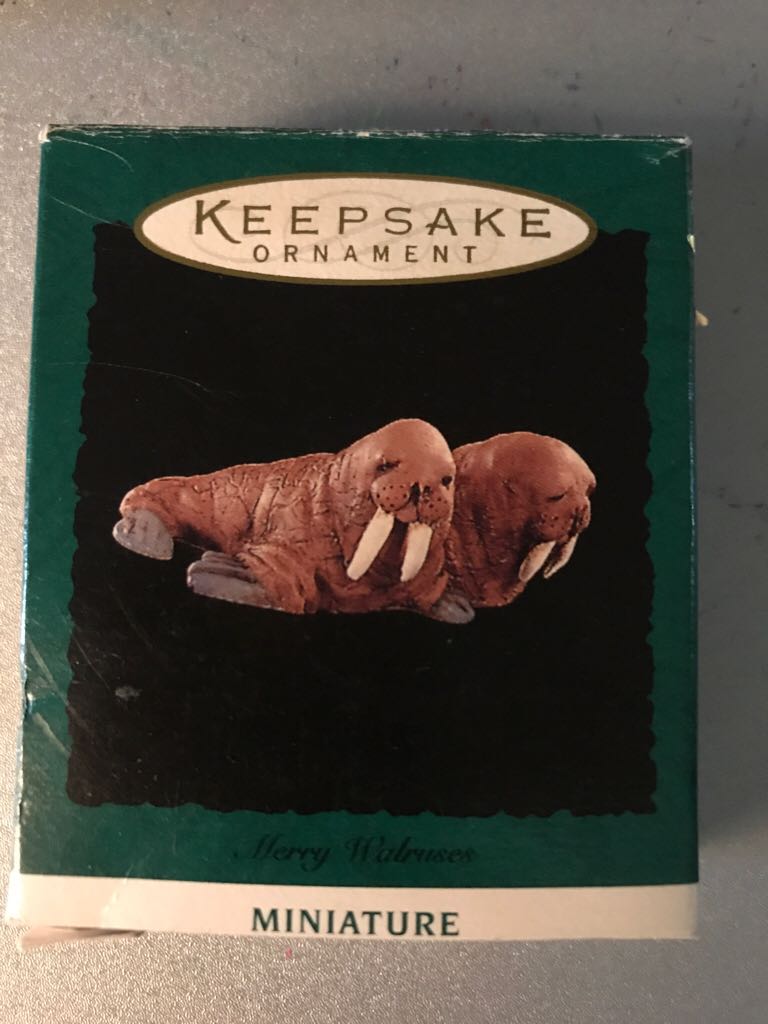 KEEPSAKE
ORNAMENT
Merry Walruses
MINIATURE